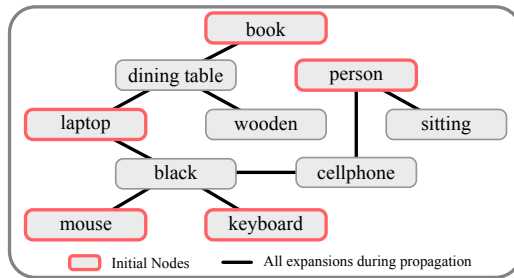 book
dining table
person
laptop
wooden
sitting
black
cellphone
mouse
keyboard
Initial Nodes
All expansions during propagation